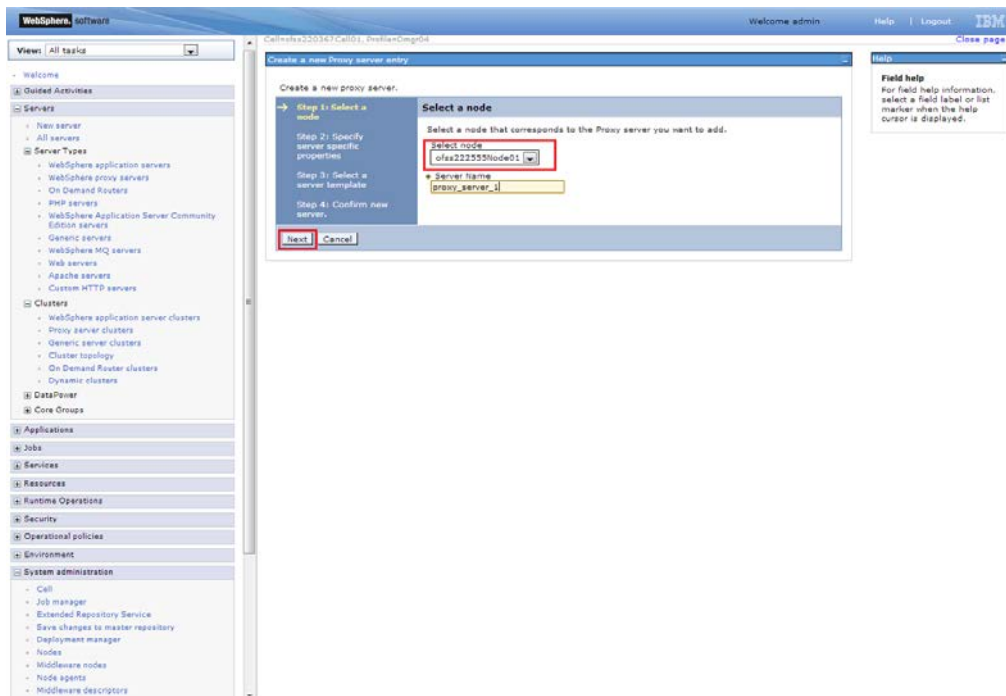 WebSphere. software
Welcome admin
Help | Logout
IBM
View: All tasks
Cell=ofss220367Cell01, Profile=Dmgr04
Close page
Welcome
Guided Activities
Servers
New server
All servers
Server Types
WebSphere application servers
WebSphere proxy servers
On Demand Routers
PHP servers
WebSphere Application Server Community
Edition servers
Generic servers
WebSphere MQ servers
Web servers
Apache servers
Custom HTTP servers
Clusters
WebSphere application server clusters
Proxy server clusters
Generic server clusters
Cluster topology
On Demand Router clusters
Dynamic clusters
DataPower
Core Groups
Applications
Jobs
Services
Resources
Runtime Operations
Security
Operational policies
Environment
System administration
Cell
Job manager
Extended Repository Service
Save changes to master repository
Deployment manager
Nodes
Middleware nodes
Node agents
Middleware descriptors
Create a new Proxy server entry
Create a new proxy server.
Step 1: Select a
node
Step 2: Specify
server specific
properties
Step 3: Select a
server template
Step 4: Confirm new
server.
Select a node
Select a node that corresponds to the Proxy server you want to add.
Select node
ofss222555Node01
* Server Name
proxy_server_1
Next
Cancel
Help
Field help
For field help information,
select a field label or list
marker when the help
cursor is displayed.